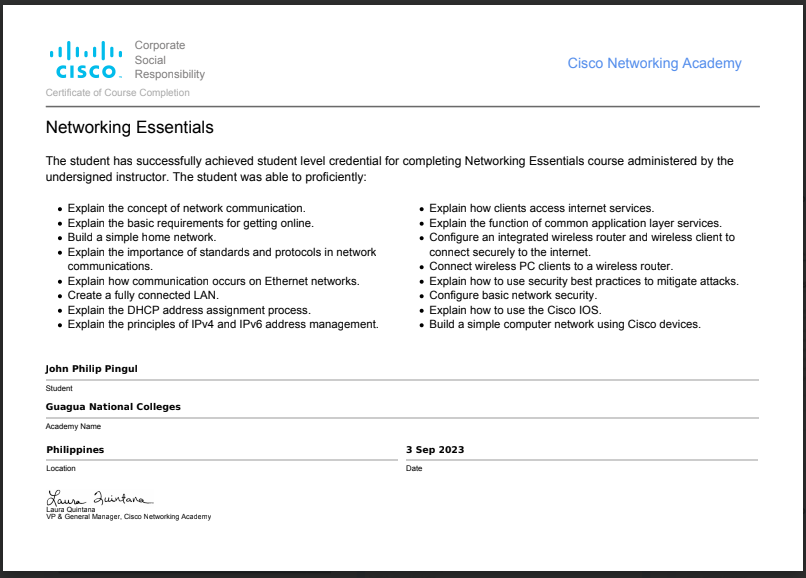 CISCO
Corporate
Social
Responsibility
Cisco Networking Academy
Certificate of Course Completion
Networking Essentials
The student has successfully achieved student level credential for completing Networking Essentials course administered by the
undersigned instructor. The student was able to proficiently:
• Explain the concept of network communication.
• Explain the basic requirements for getting online.
• Build a simple home network.
• Explain the importance of standards and protocols in network
communications.
• Explain how communication occurs on Ethernet networks.
• Create a fully connected LAN.
• Explain the DHCP address assignment process.
• Explain the principles of IPv4 and IPv6 address management.
• Explain how clients access internet services.
• Explain the function of common application layer services.
• Configure an integrated wireless router and wireless client to
connect securely to the internet.
• Connect wireless PC clients to a wireless router.
• Explain how to use security best practices to mitigate attacks.
• Configure basic network security.
• Explain how to use the Cisco IOS.
• Build a simple computer network using Cisco devices.
John Philip Pingul
Student
Guagua National Colleges
Academy Name
Philippines
Location
3 Sep 2023
Date
Laura Quintana
Laura Quintana
VP & General Manager, Cisco Networking Academy